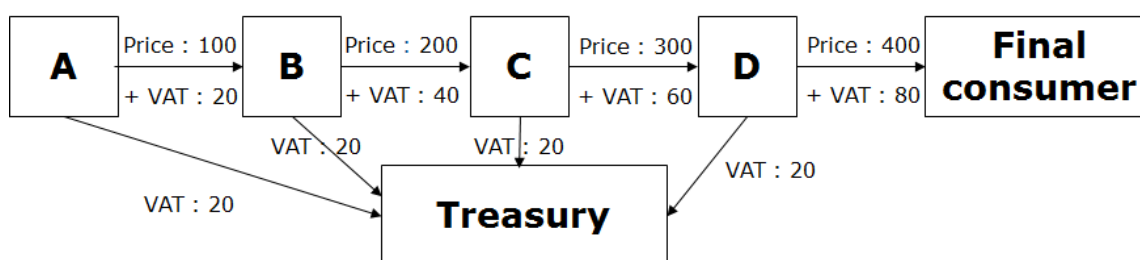 A
Price : 100
+ VAT : 20
B
Price : 200
+ VAT : 40
C
Price : 300
+ VAT : 60
D
Price : 400
+ VAT : 80
Final
consumer
VAT : 20
VAT : 20
VAT : 20
VAT : 20
Treasury